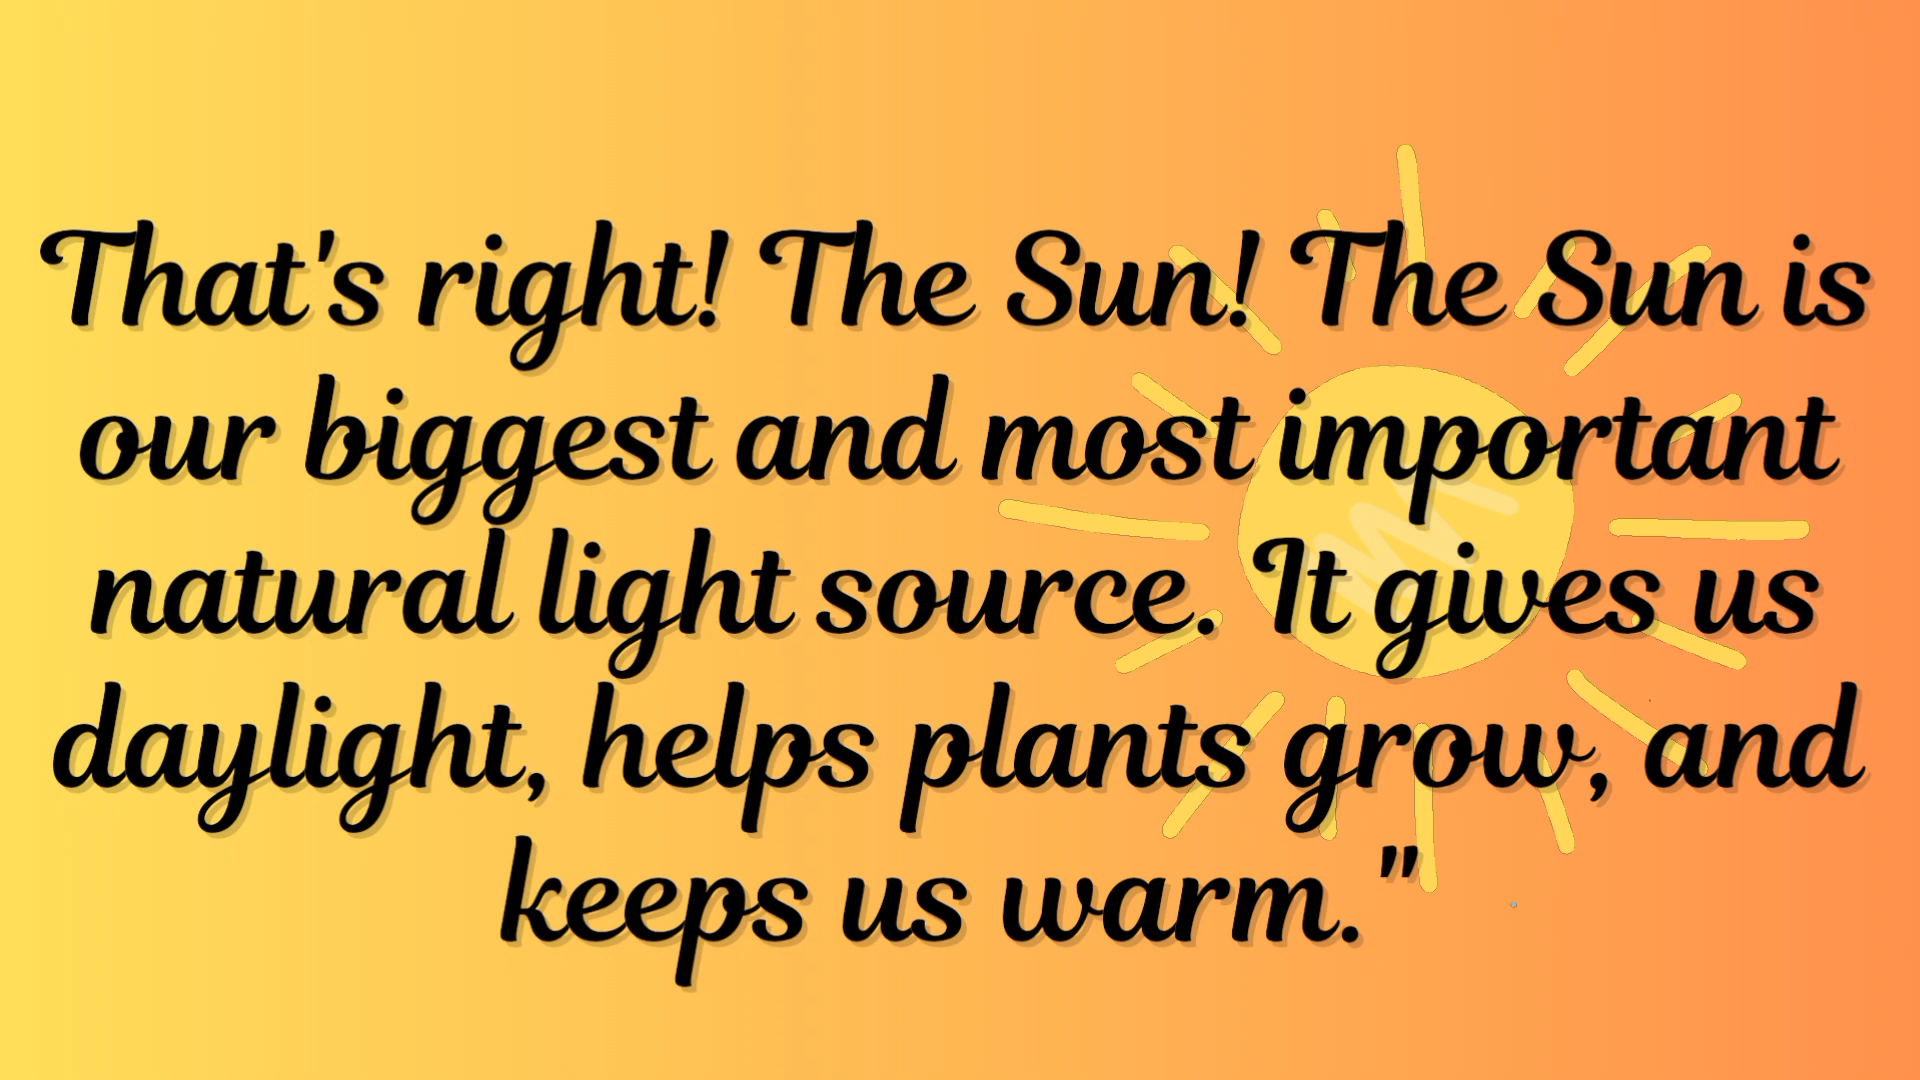 That's right! The Sun! The Sun is
our biggest and most important
natural light source. It gives us
daylight, helps plants grow, and
keeps us warm."